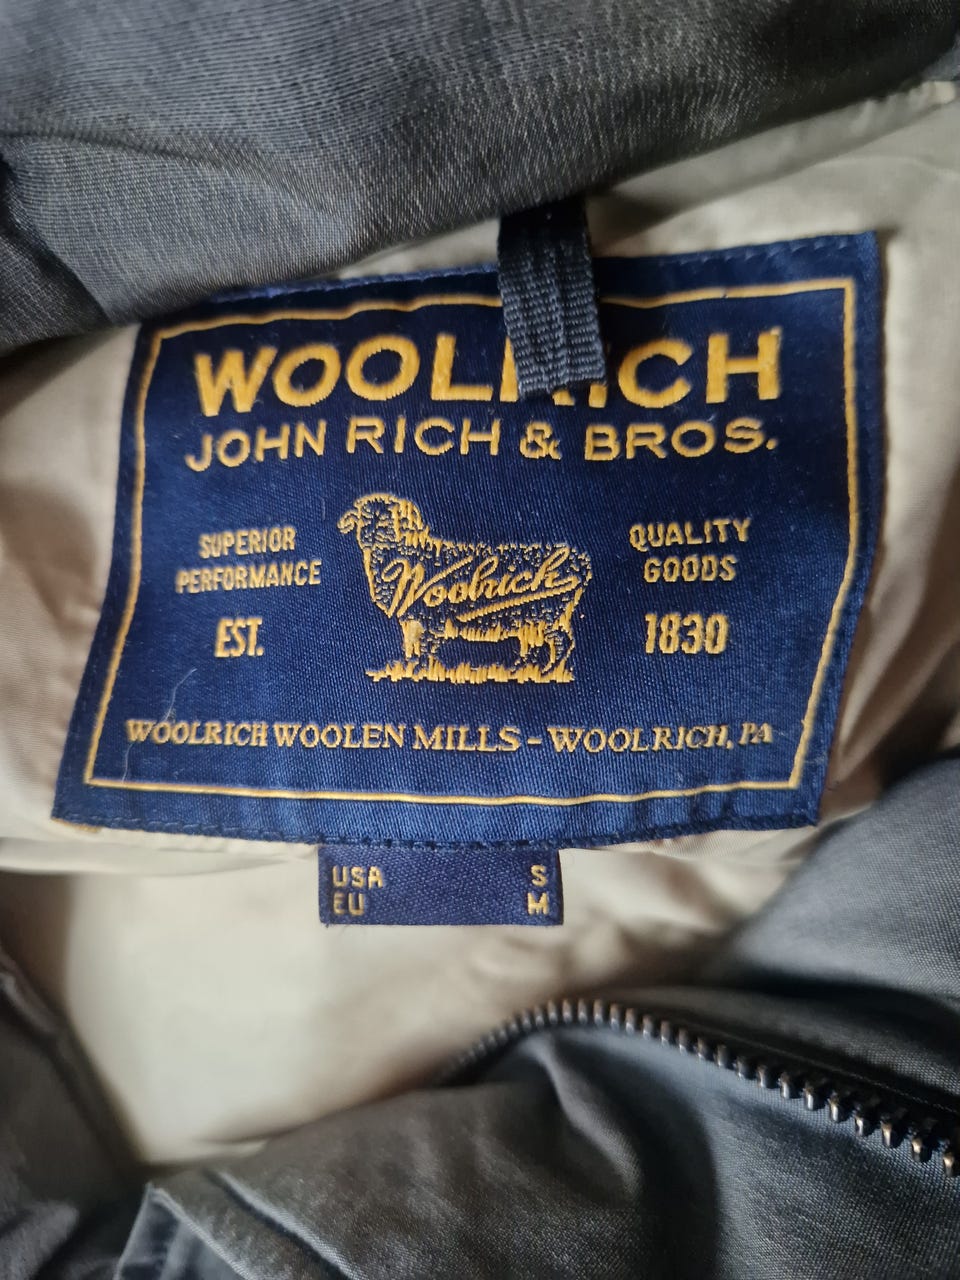 WOOLRICH
JOHN RICH & BROS.
SUPERIOR
PERFORMANCE
EST.
Woolrich
QUALITY
GOODS
1830
WOOLRICH WOOLEN MILLS - WOOLRICH, PA
USA S
EU M